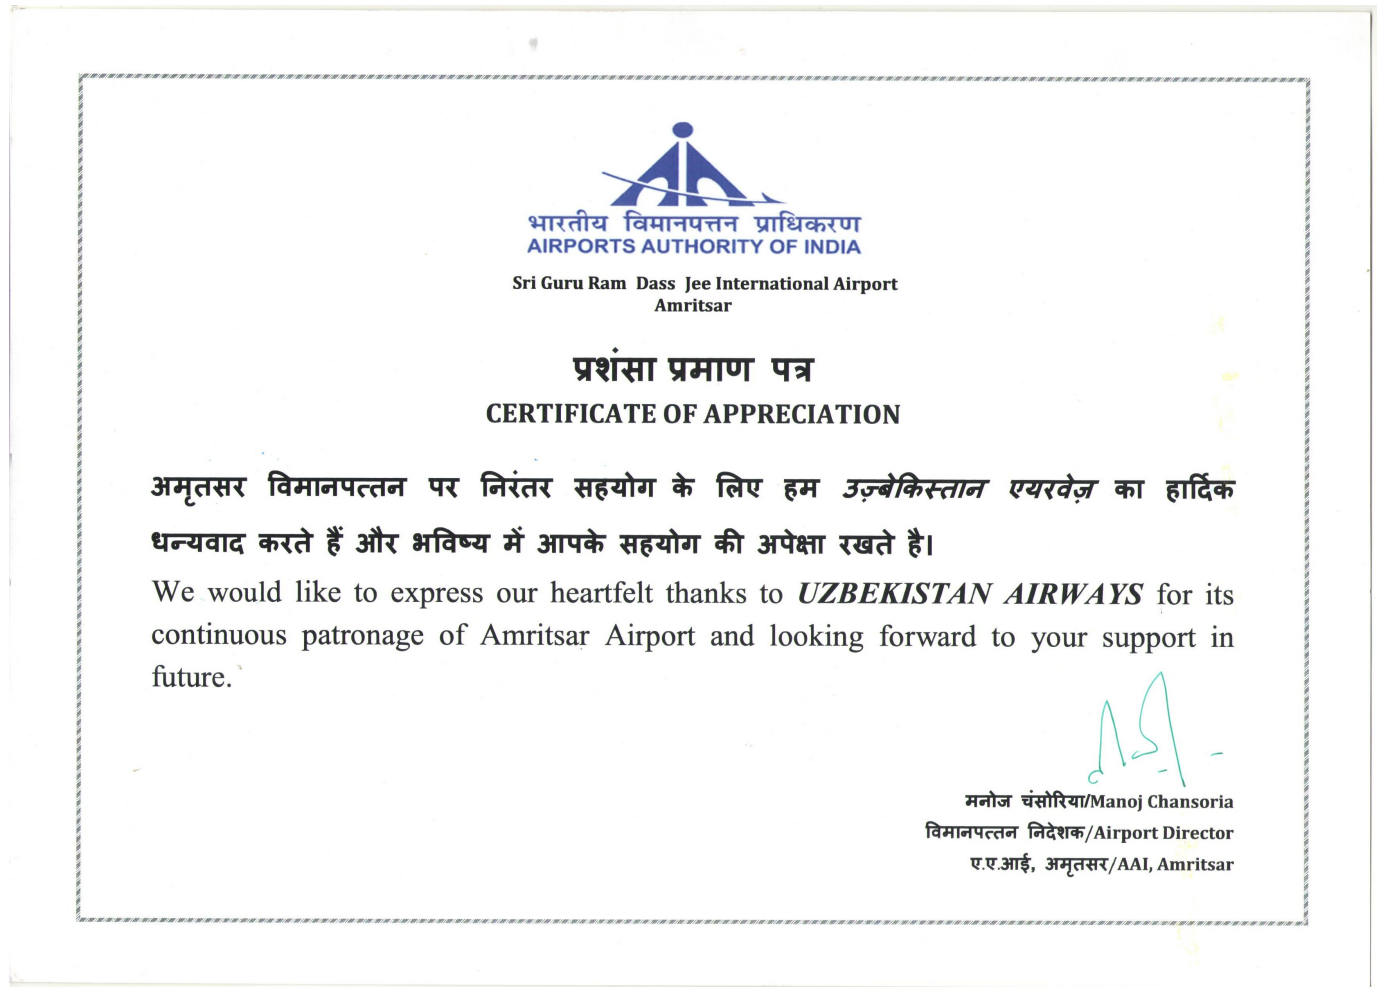 भारतीय विमानपत्तन प्राधिकरण
AIRPORTS AUTHORITY OF INDIA
Sri Guru Ram Dass Jee International Airport
Amritsar
प्रशंसा प्रमाण पत्र
CERTIFICATE OF APPRECIATION
अमृतसर विमानपत्तन पर निरंतर सहयोग के लिए हम उज़्बेकिस्तान एयरवेज़ का हार्दिक
धन्यवाद करते हैं और भविष्य में आपके सहयोग की अपेक्षा रखते है।
We would like to express our heartfelt thanks to UZBEKISTAN AIRWAYS for its
continuous patronage of Amritsar Airport and looking forward to your support in
future.
मनोज चंसोरिया/Manoj Chansoria
विमानपत्तन निदेशक/Airport Director
ए.ए.आई, अमृतसर/AAI, Amritsar